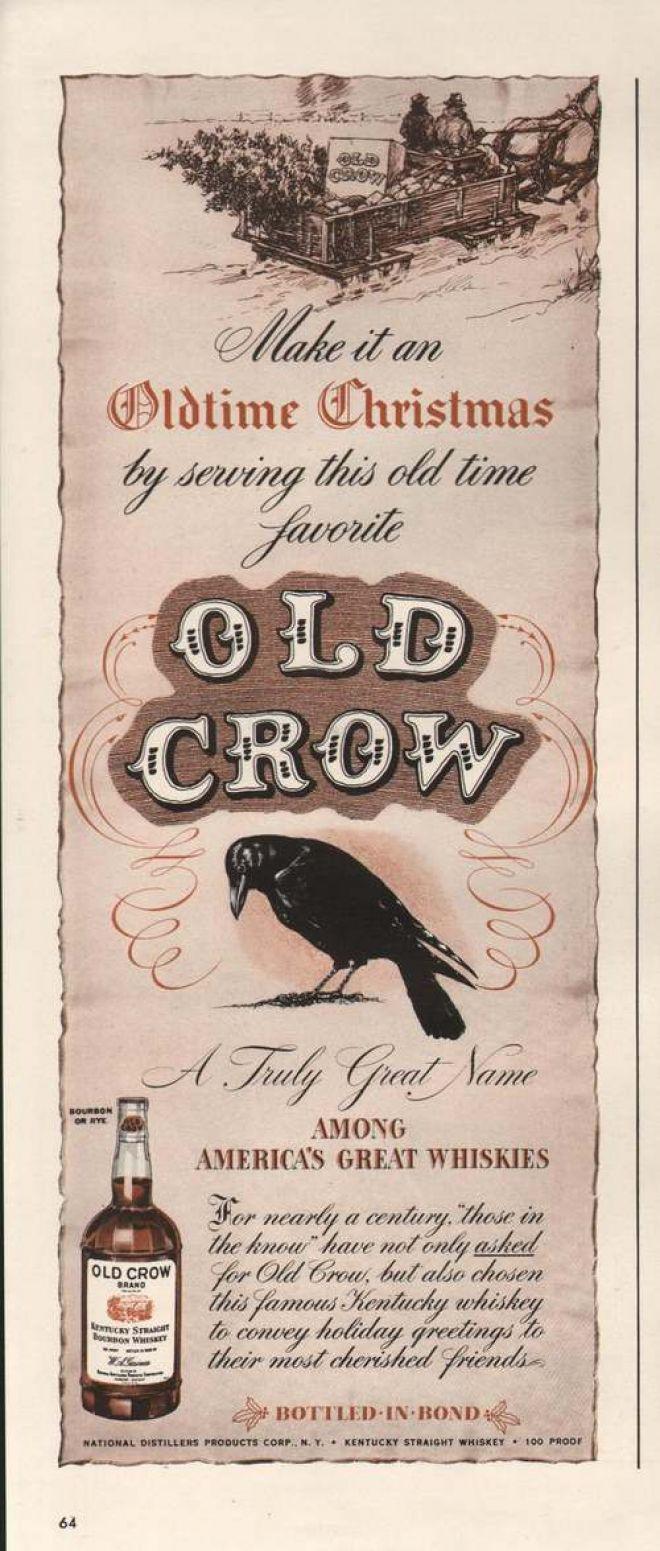 OLD
CROW
Make it an
Oldtime Christmas
by serving this old time
favorite
OLD
CROW
A Truly Great Name
AMONG
AMERICA'S GREAT WHISKIES
BOURBON
OR RYE
For nearly a century, "those in
the know" have not only asked
for Old Crow, but also chosen
this famous Kentucky whiskey
to convey holiday greetings to
their most cherished friends
OLD CROW
BRAND
KENTUCKY STRAIGHT
BOURBON WHISKEY
BOTTLED·IN·BOND
NATIONAL DISTILLERS PRODUCTS CORP., N. Y. • KENTUCKY STRAIGHT WHISKEY • 100 PROOF
64